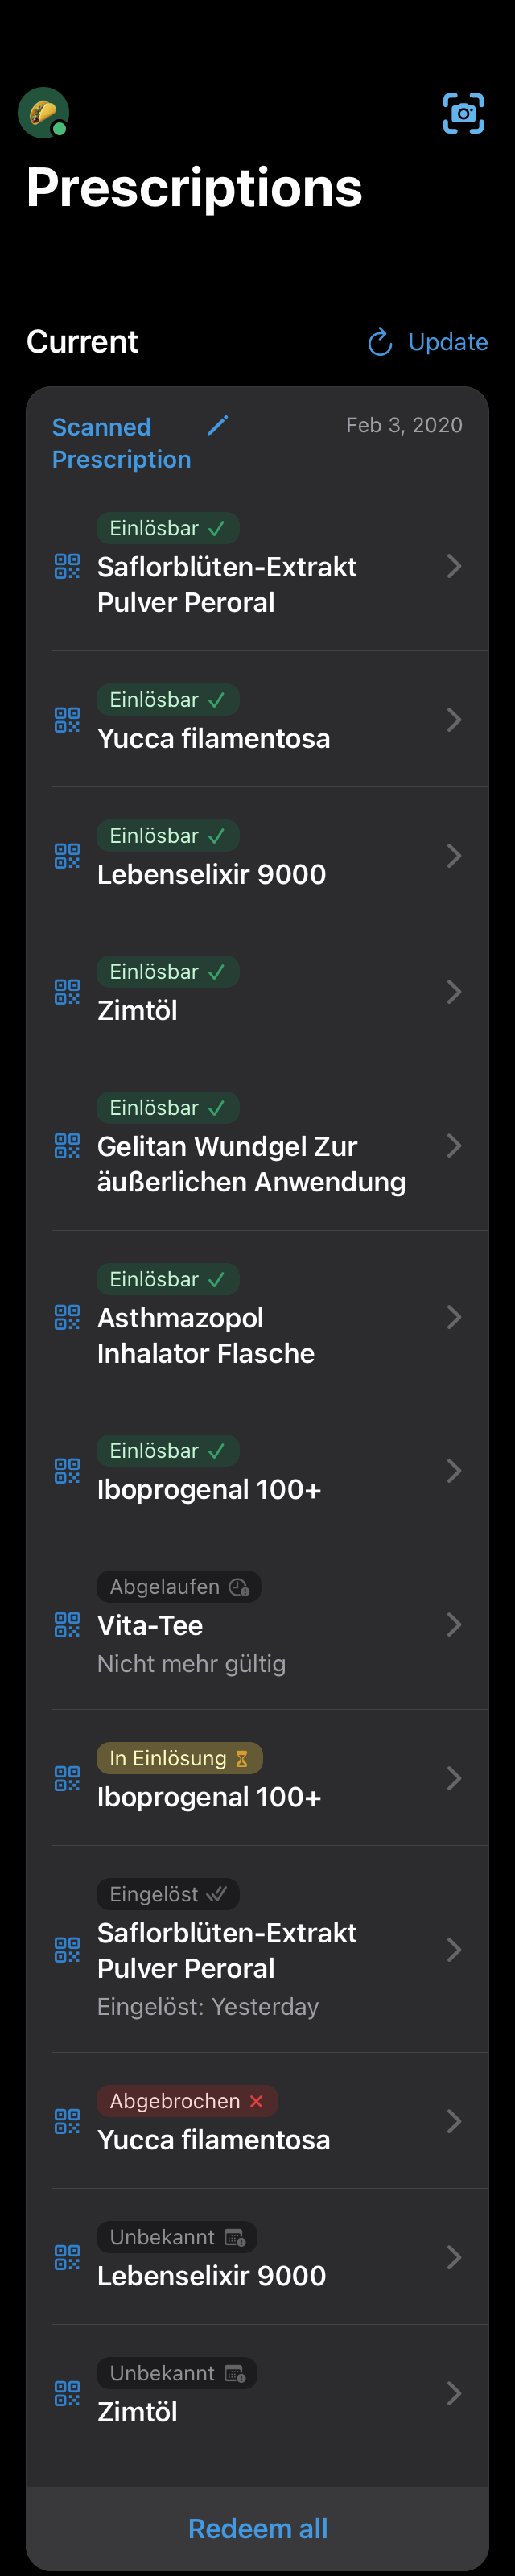 Prescriptions
Current
Update
Scanned
Prescription
Feb 3, 2020
Einlösbar
Saflorblüten-Extrakt
Pulver Peroral
Einlösbar
Yucca filamentosa
Einlösbar
Lebenselixir 9000
Einlösbar
Zimtöl
Einlösbar
Gelitan Wundgel Zur
äußerlichen Anwendung
Einlösbar
Asthmazopol
Inhalator Flasche
Einlösbar
Iboprogenal 100+
Abgelaufen
Vita-Tee
Nicht mehr gültig
In Einlösung
Iboprogenal 100+
Eingelöst
Saflorblüten-Extrakt
Pulver Peroral
Eingelöst: Yesterday
Abgebrochen
Yucca filamentosa
Unbekannt
Lebenselixir 9000
Unbekannt
Zimtöl
Redeem all